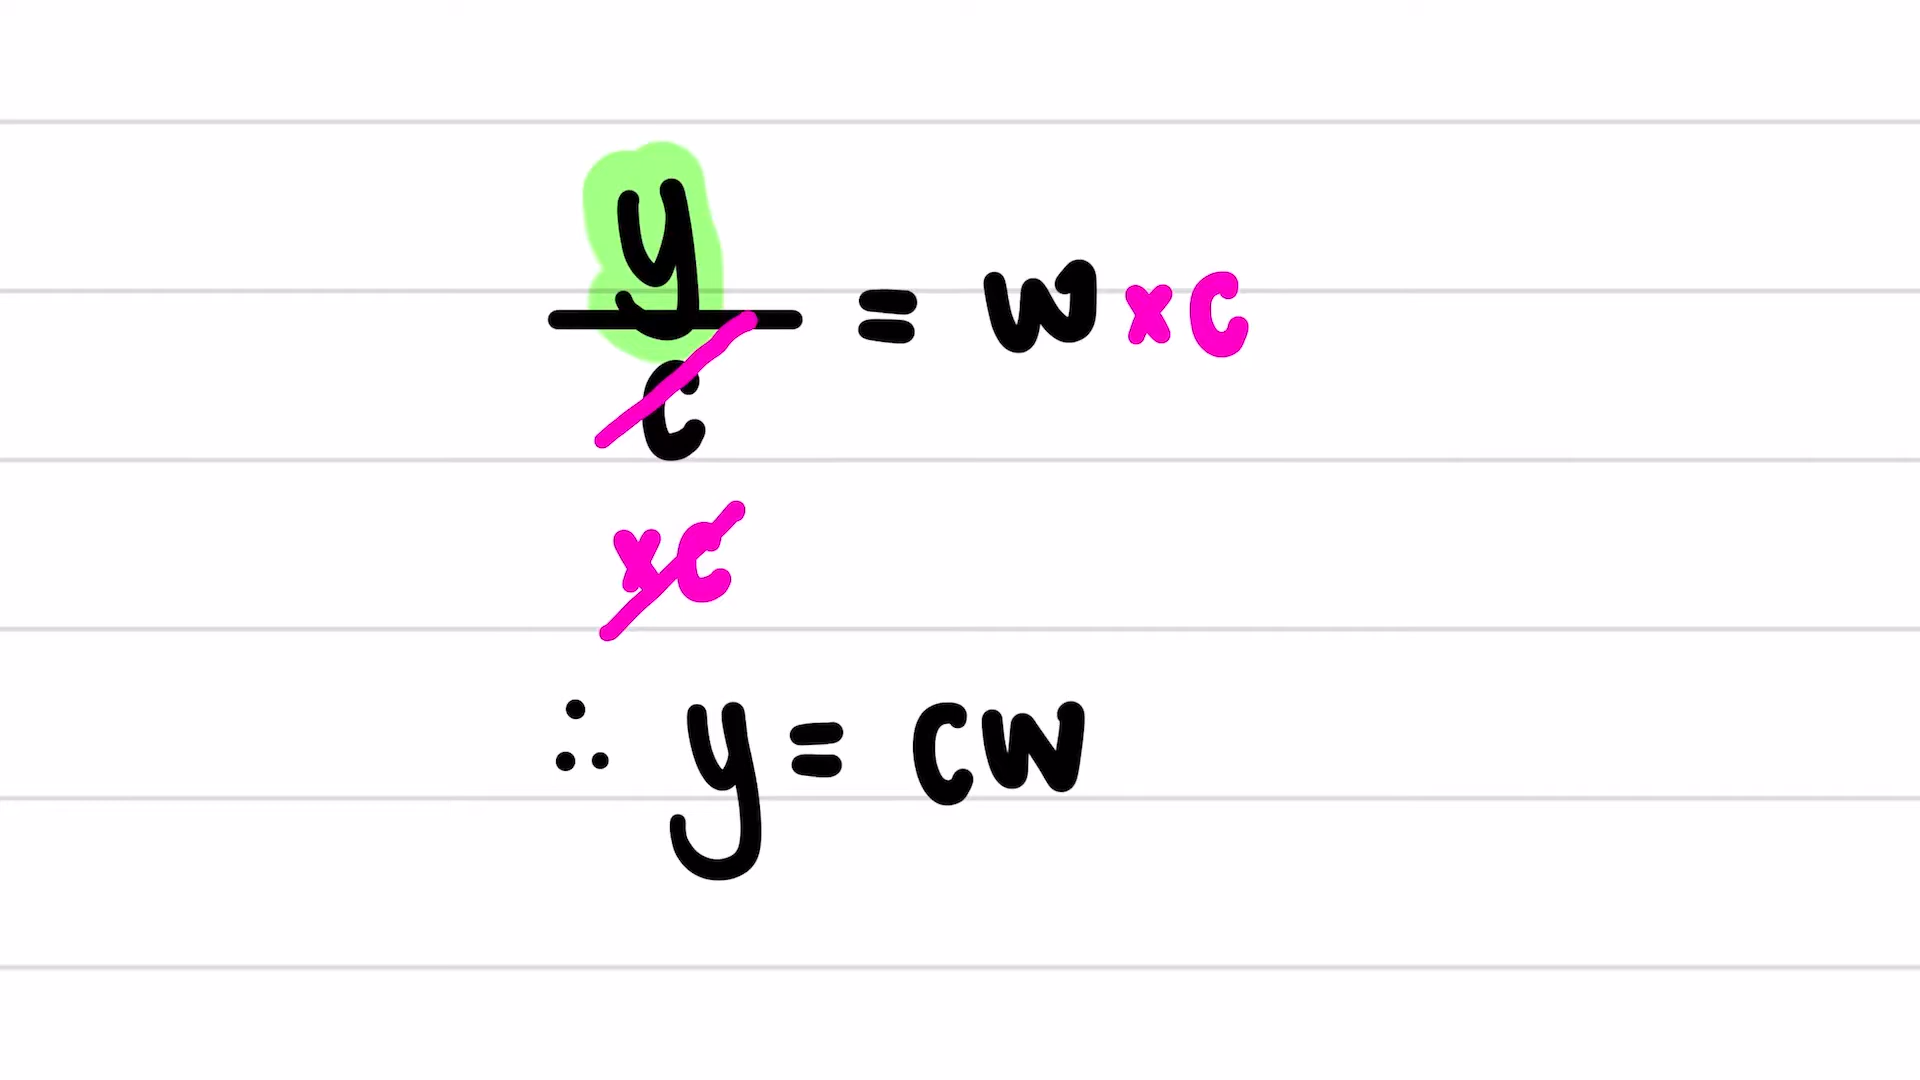 y/c = w x c
x c
∴ y = cw